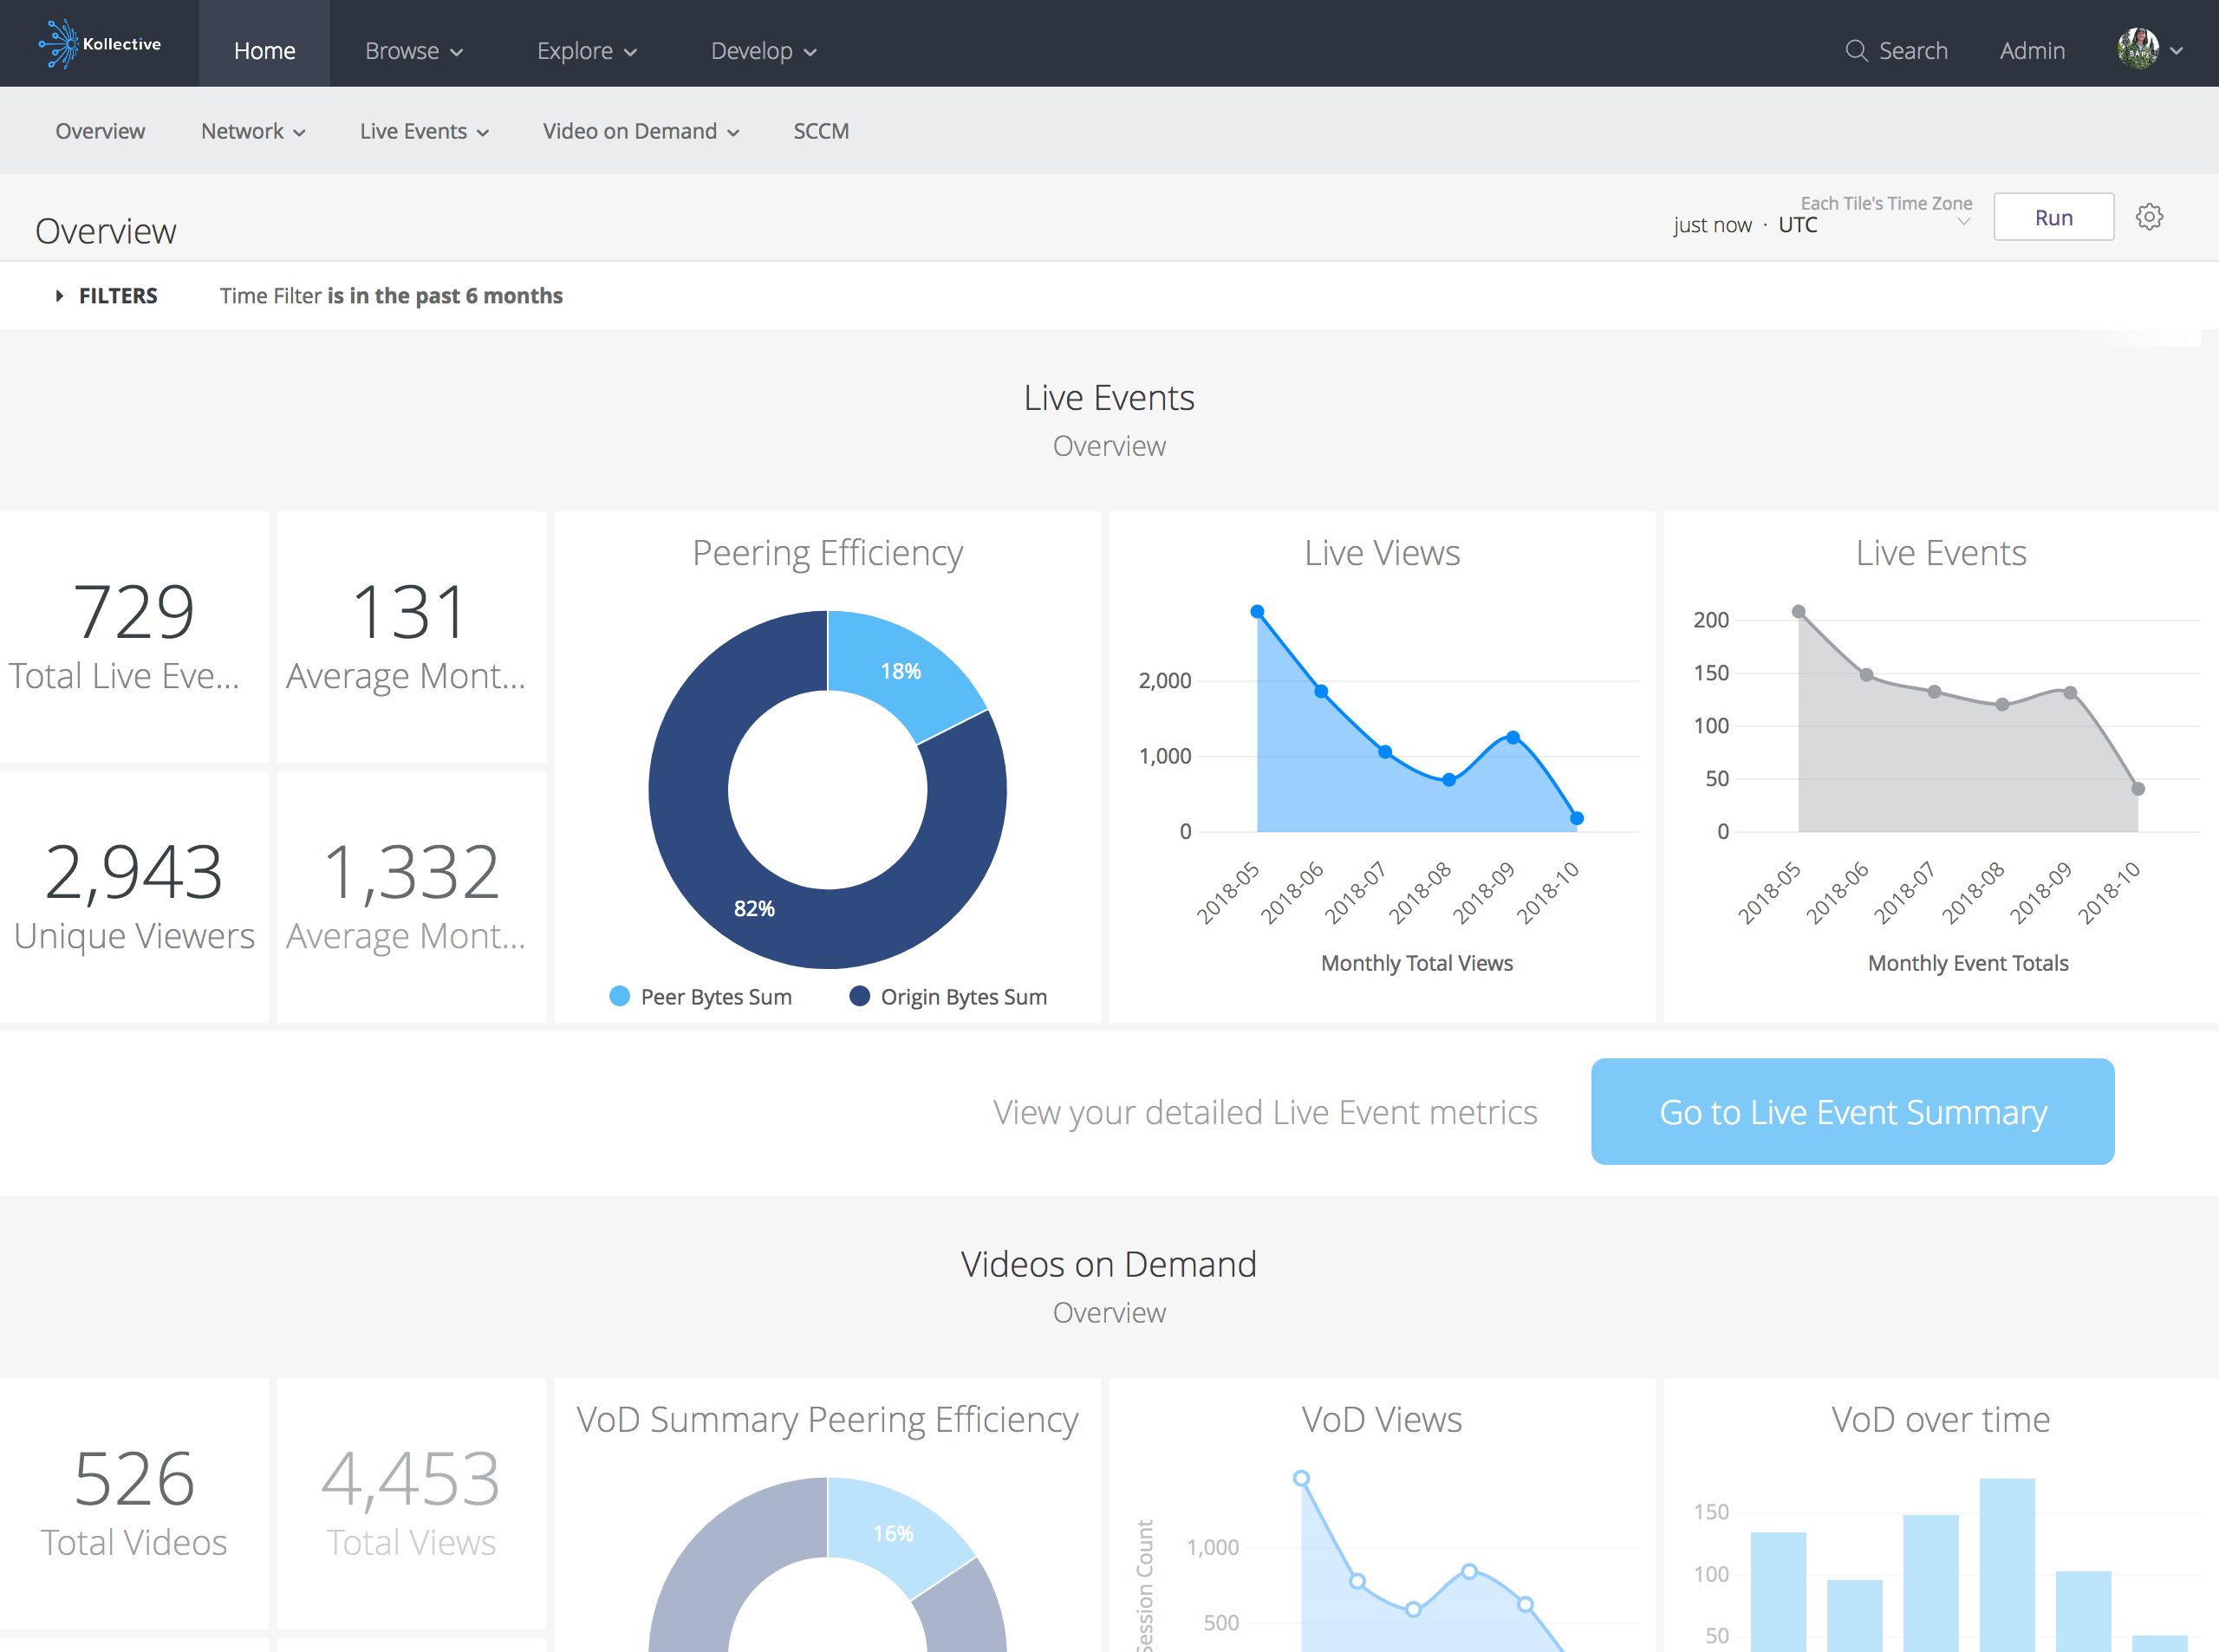 Kollective
Home
Browse
Explore
Develop
Search
Admin
Overview
Network
Live Events
Video on Demand
SCCM
Overview
Each Tile's Time Zone
just now · UTC
Run
FILTERS
Time Filter is in the past 6 months
Live Events
Overview
729
Total Live Eve...
131
Average Mont...
2,943
Unique Viewers
1,332
Average Mont...
Peering Efficiency
18%
82%
Peer Bytes Sum
Origin Bytes Sum
Live Views
2,000
1,000
0
2018-05
2018-06
2018-07
2018-08
2018-09
2018-10
Monthly Total Views
Live Events
200
150
100
50
0
2018-05
2018-06
2018-07
2018-08
2018-09
2018-10
Monthly Event Totals
View your detailed Live Event metrics
Go to Live Event Summary
Videos on Demand
Overview
526
Total Videos
4,453
Total Views
VoD Summary Peering Efficiency
16%
VoD Views
Session Count
1,000
500
VoD over time
150
100
50